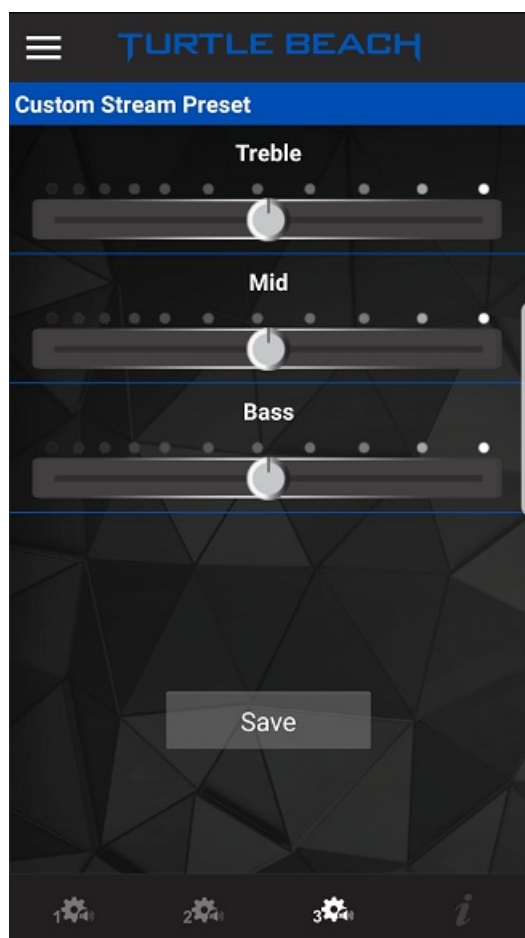 TURTLE BEACH
Custom Stream Preset
Treble
Mid
Bass
Save
1
2
3
i